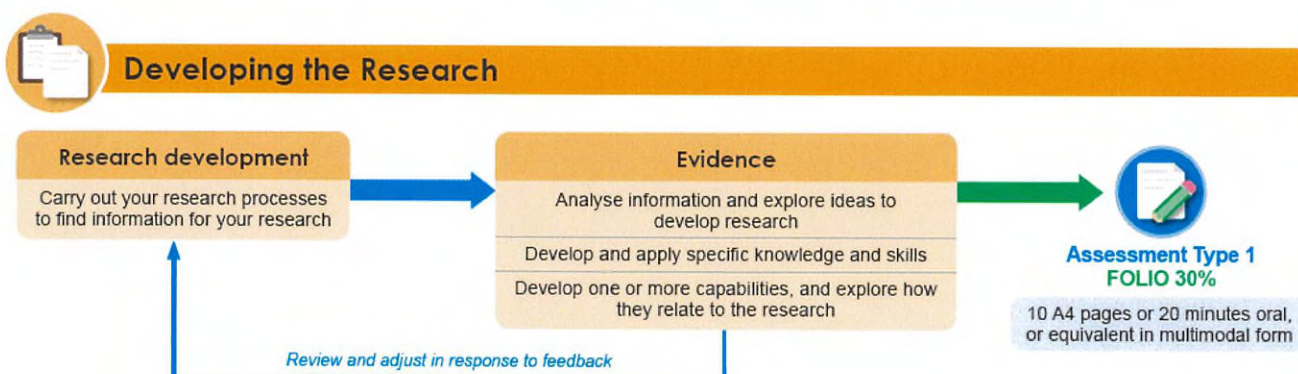 Developing the Research
Research development
Carry out your research processes
to find information for your research
Evidence
Analyse information and explore ideas to
develop research
Develop and apply specific knowledge and skills
Develop one or more capabilities, and explore how
they relate to the research
Assessment Type 1
FOLIO 30%
10 A4 pages or 20 minutes oral,
or equivalent in multimodal form
Review and adjust in response to feedback